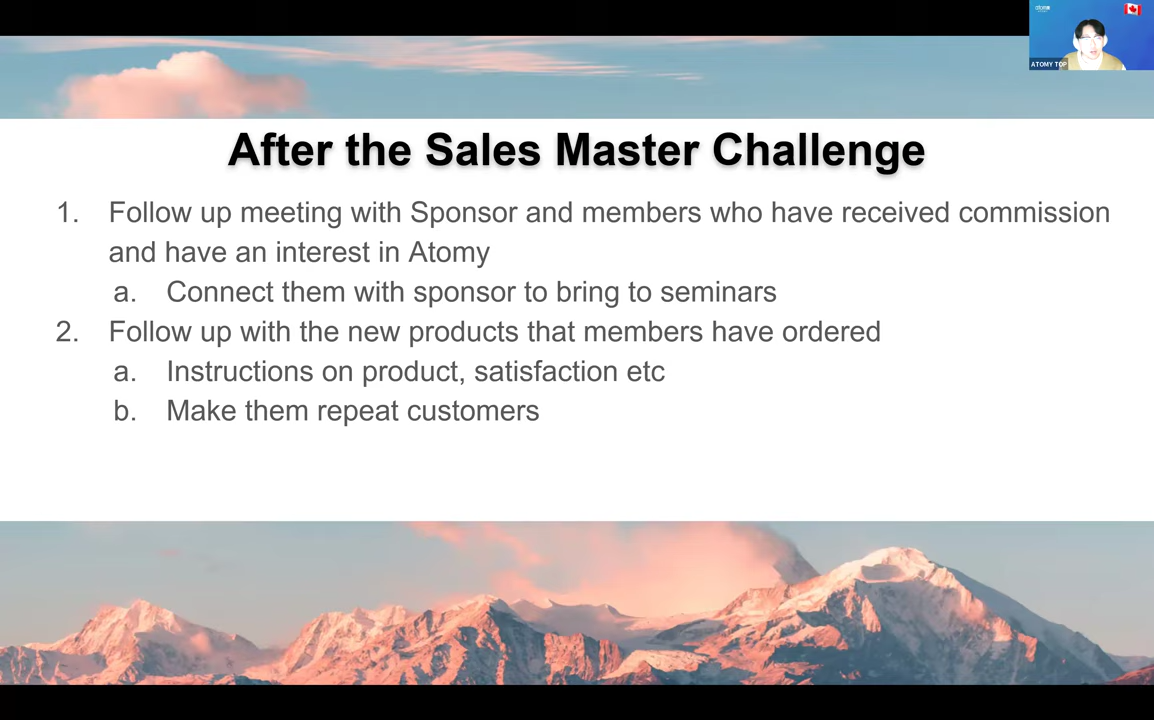 ATOMY TOP
After the Sales Master Challenge
1. Follow up meeting with Sponsor and members who have received commission
and have an interest in Atomy
a. Connect them with sponsor to bring to seminars
2. Follow up with the new products that members have ordered
a. Instructions on product, satisfaction etc
b. Make them repeat customers